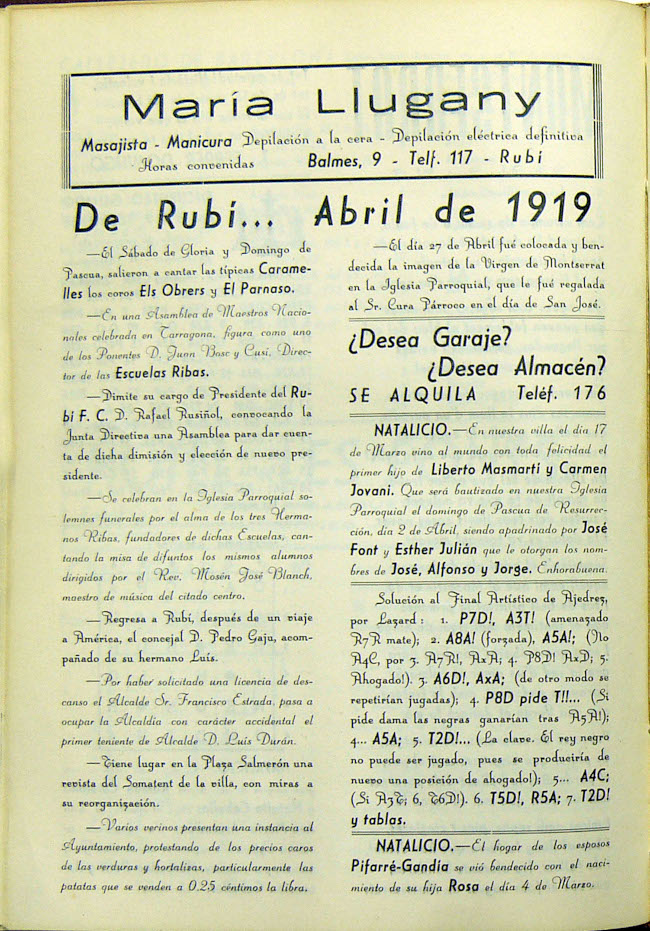 María Llugany
Masajista - Manicura Depilación a la cera - Depilación eléctrica definitiva
Horas convenidas Balmes, 9 - Telf. 117 - Rubí
De Rubí... Abril de 1919
—El Sábado de Gloria y Domingo de
Pascua, salieron a cantar las típicas Carame-
lles los coros Els Obrers y El Parnaso.
—En una Asamblea de Maestros Nacio-
nales celebrada en Tarragona, figura como uno
de los Ponentes D. Juan Bosc y Cusí, Direc-
tor de las Escuelas Ribas.
—Dimite su cargo de Presidente del Ru-
bí F. C. D. Rafael Rusiñol, convocando la
Junta Directiva una Asamblea para dar cuen-
ta de dicha dimisión y elección de nuevo pre-
sidente.
—Se celebran en la Iglesia Parroquial so-
lemnes funerales por el alma de los tres Herma-
nos Ribas, fundadores de dichas Escuelas, can-
tando la misa de difuntos los mismos alumnos
dirigidos por el Rev. Mosén José Blanch,
maestro de música del citado centro.
—Regresa a Rubí, después de un viaje
a América, el concejal D. Pedro Gaju, acom-
pañado de su hermano Luís.
—Por haber solicitado una licencia de des-
canso el Alcalde Sr. Francisco Estrada, pasa a
ocupar la Alcaldía con carácter accidental el
primer teniente de Alcalde D. Luis Durán.
—Tiene lugar en la Plaza Salmerón una
revista del Somatent de la villa, con miras a
su reorganización.
—Varios vecinos presentan una instancia al
Ayuntamiento, protestando de los precios caros
de las verduras y hortalizas, particularmente las
patatas que se venden a 0.25 céntimos la libra.
—El día 27 de Abril fué colocada y ben-
decida la imagen de la Virgen de Montserrat
en la Iglesia Parroquial, que le fué regalada
al Sr. Cura Párroco en el día de San José.
¿Desea Garaje?
¿Desea Almacén?
SE ALQUILA Teléf. 176
NATALICIO.—En nuestra villa el día 17
de Marzo vino al mundo con toda felicidad el
primer hijo de Liberto Masmartí y Carmen
Jovani. Que será bautizado en nuestra Iglesia
Parroquial el domingo de Pascua de Resurrec-
ción, día 2 de Abril, siendo apadrinado por José
Font y Esther Julián que le otorgan los nom-
bres de José, Alfonso y Jorge. Enhorabuena.
Solución al Final Artístico de Ajedrez,
por Lazard: 1. P7D!, A3T! (amenazado
R7R mate); 2. A8A! (forzada), A5A!; (No
A4C, por 3. A7R!, AxA; 4. P8D! AxD; 5.
Ahogado!). 3. A6D!, AxA; (de otro modo se
repetirían jugadas); 4. P8D pide T!!... (Si
pide dama las negras ganarían tras A5A!);
4... A5A; 5. T2D!... (La clave. El rey negro
no puede ser jugado, pues se produciría de
nuevo una posición de ahogado!); 5... A4C;
(Si A3T; 6, T6D!). 6. T5D!, R5A; 7. T2D!
y tablas.
NATALICIO.—El hogar de los esposos
Pifarré-Gandia se vió bendecido con el naci-
miento de su hija Rosa el día 4 de Marzo.